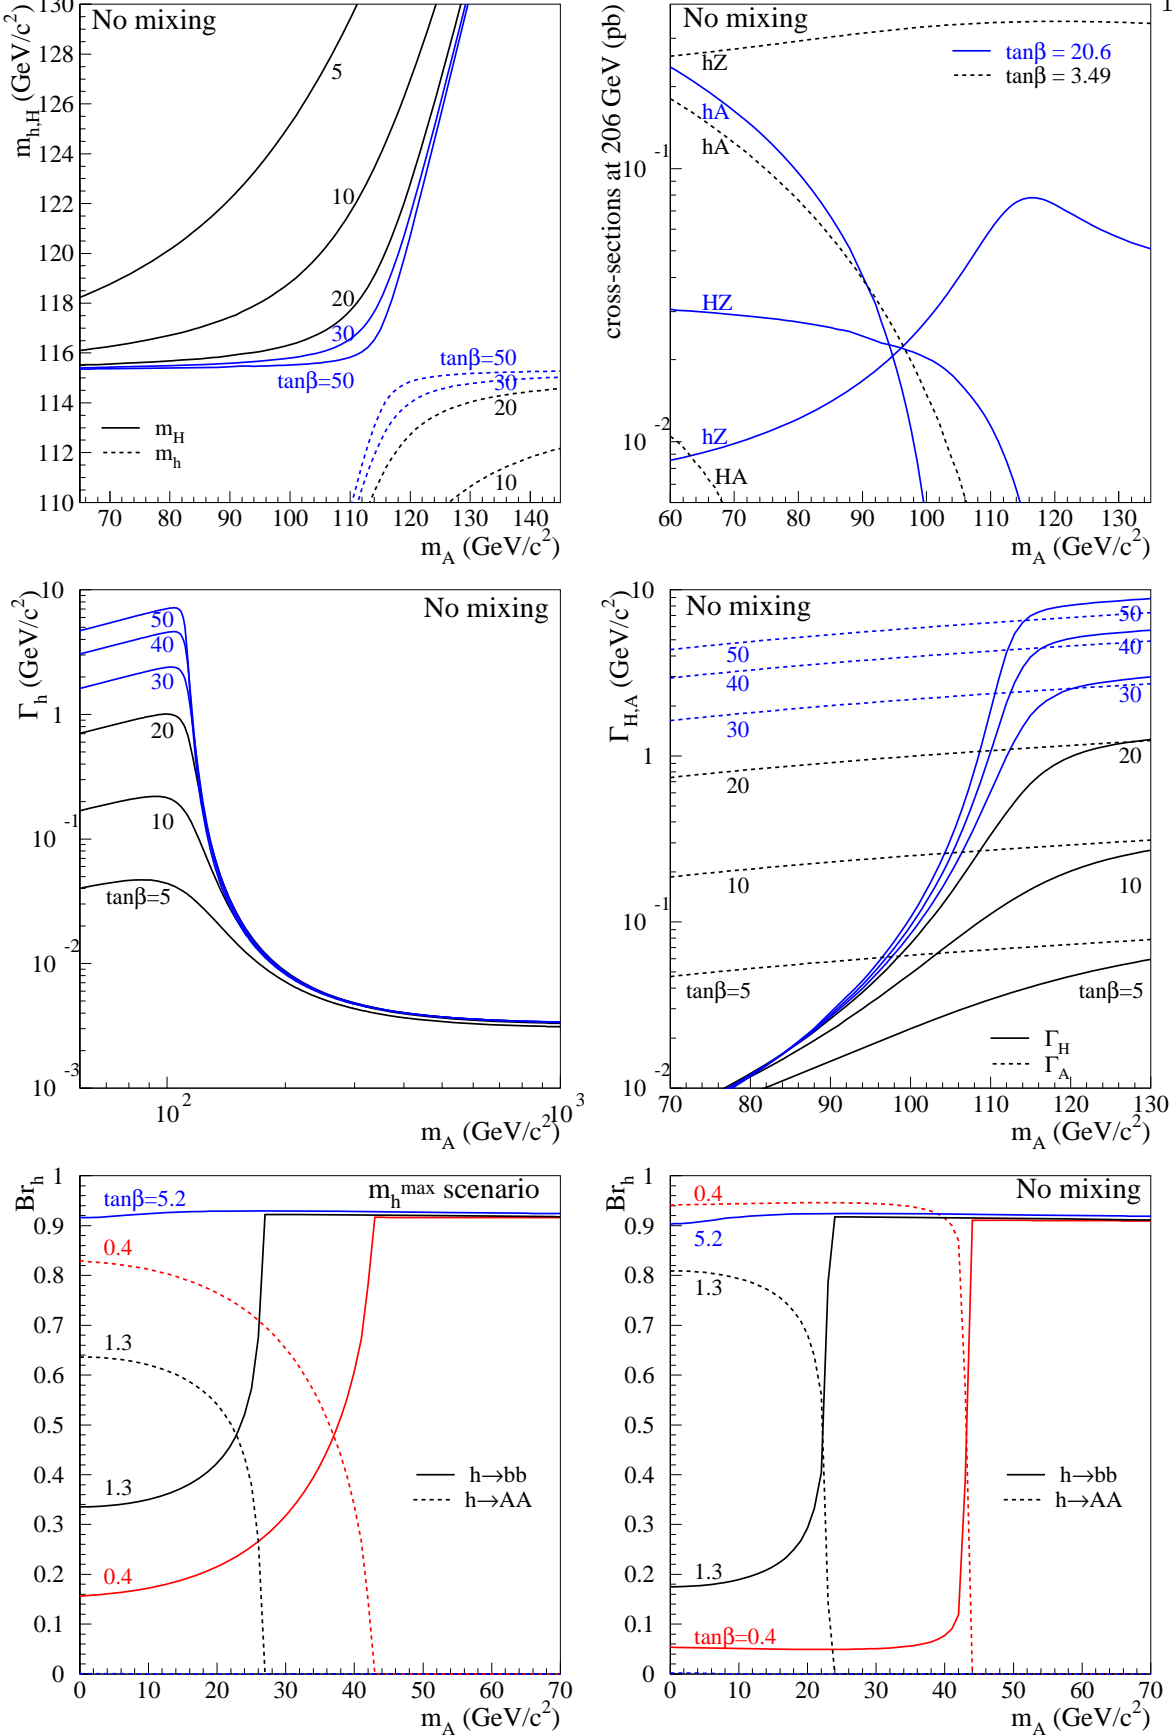 No mixing
m_h,H (GeV/c²)
130
128
126
124
122
120
118
116
114
112
110
5
10
20
30
tanβ=50
tanβ=50
30
20
10
m_H
m_h
70 80 90 100 110 120 130 140
m_A (GeV/c²)
1
No mixing
cross-sections at 206 GeV (pb)
10⁻¹
10⁻²
tanβ = 20.6
tanβ = 3.49
hZ
hA
hA
HZ
hZ
HA
60 70 80 90 100 110 120 130
m_A (GeV/c²)
No mixing
Γ_h (GeV/c²)
10
1
10⁻¹
10⁻²
10⁻³
50
40
30
20
10
tanβ=5
10² 10³
m_A (GeV/c²)
No mixing
Γ_H,A (GeV/c²)
10
1
10⁻¹
10⁻²
50
50
40
40
30
30
20
20
10
10
tanβ=5
tanβ=5
Γ_H
Γ_A
70 80 90 100 110 120 130
m_A (GeV/c²)
m_h^max scenario
Br_h
1
0.9
0.8
0.7
0.6
0.5
0.4
0.3
0.2
0.1
0
tanβ=5.2
0.4
1.3
1.3
0.4
h→bb
h→AA
0 10 20 30 40 50 60 70
m_A (GeV/c²)
No mixing
Br_h
1
0.9
0.8
0.7
0.6
0.5
0.4
0.3
0.2
0.1
0
0.4
5.2
1.3
1.3
tanβ=0.4
h→bb
h→AA
0 10 20 30 40 50 60 70
m_A (GeV/c²)